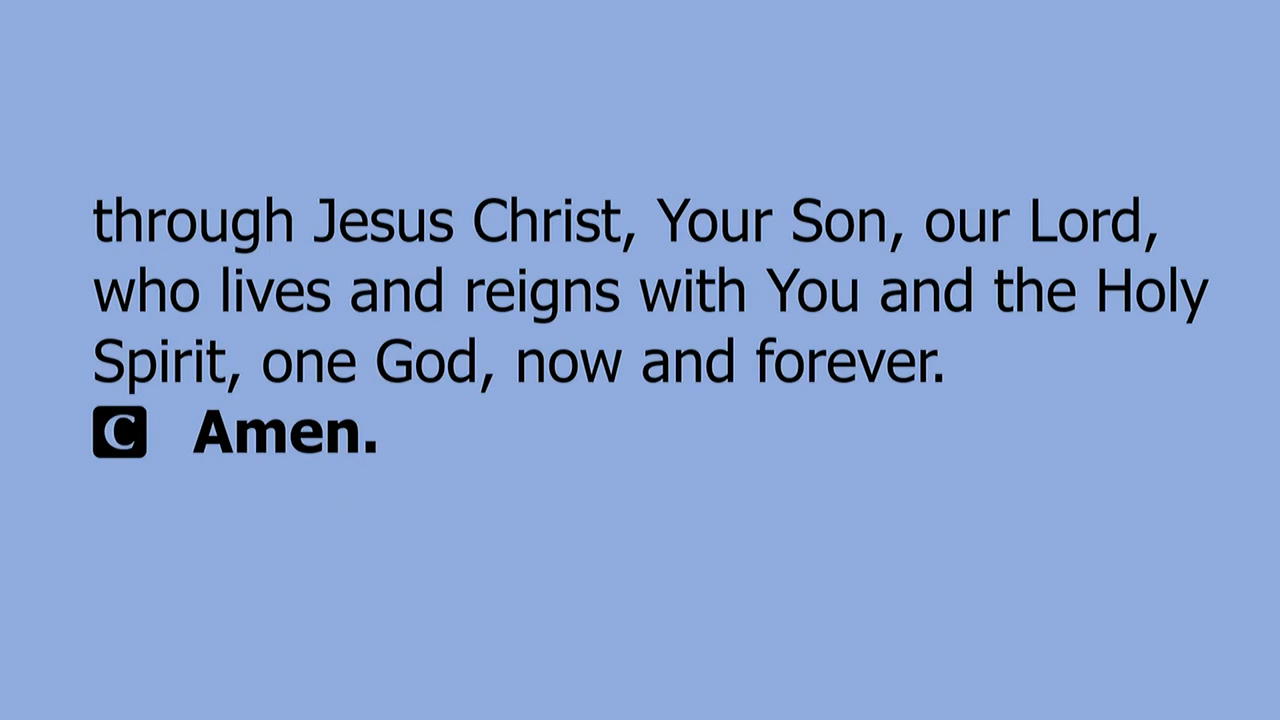 through Jesus Christ, Your Son, our Lord,
who lives and reigns with You and the Holy
Spirit, one God, now and forever.
C Amen.